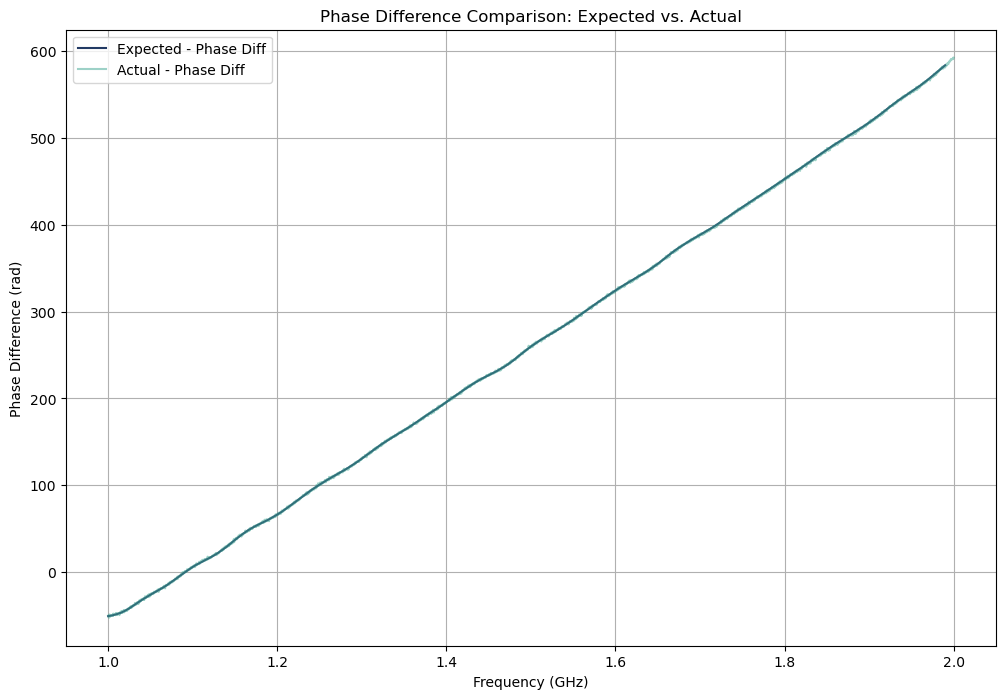 Phase Difference Comparison: Expected vs. Actual
Expected - Phase Diff
Actual - Phase Diff
600
500
400
300
200
100
0
Phase Difference (rad)
1.0 1.2 1.4 1.6 1.8 2.0
Frequency (GHz)